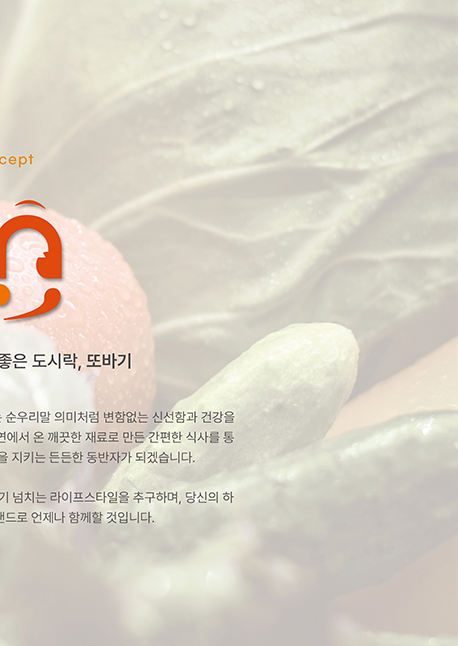 cept
좋은 도시락, 또바기
순우리말 의미처럼 변함없는 신선함과 건강을
에서 온 깨끗한 재료로 만든 간편한 식사를 통
을 지키는 든든한 동반자가 되겠습니다.
기 넘치는 라이프스타일을 추구하며, 당신의 하
랜드로 언제나 함께할 것입니다.